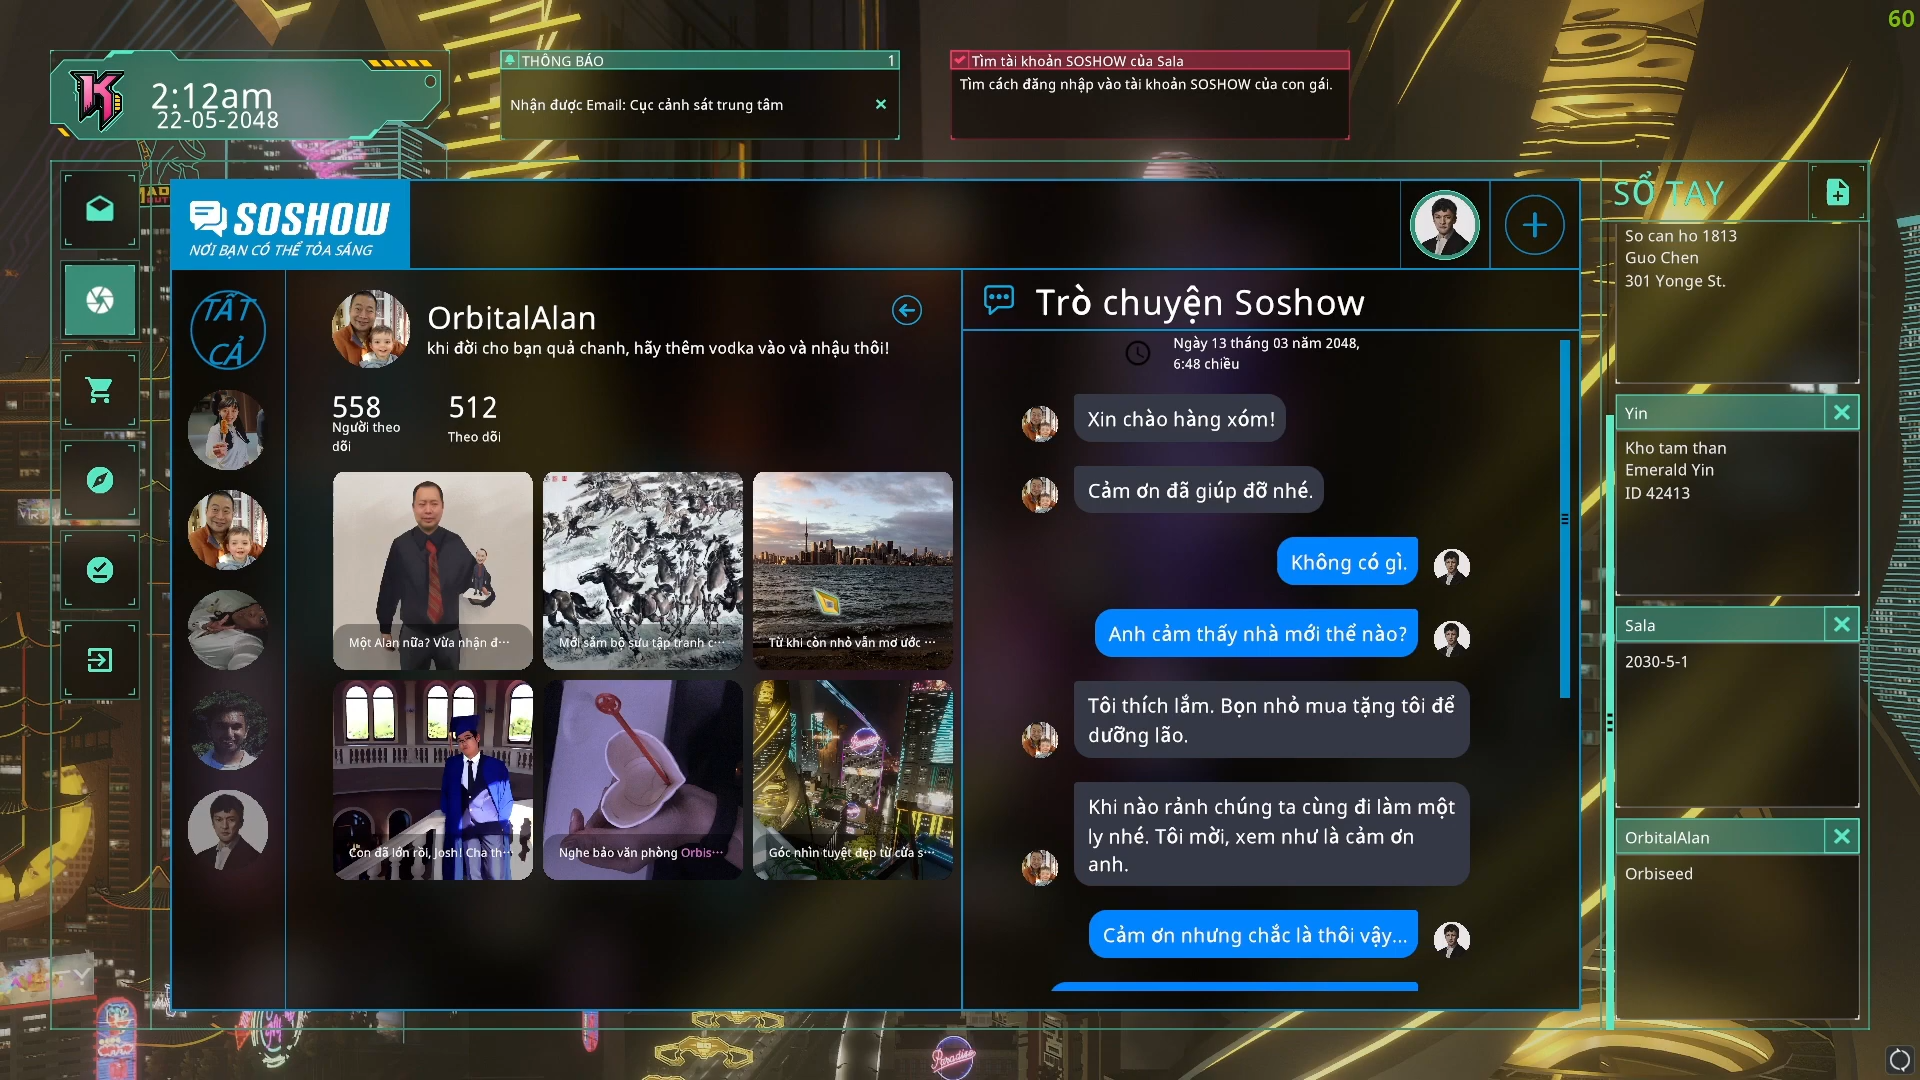 60
2:12am
22-05-2048
THÔNG BÁO 1
Nhận được Email: Cục cảnh sát trung tâm
Tìm tài khoản SOSHOW của Sala
Tìm cách đăng nhập vào tài khoản SOSHOW của con gái.
SOSHOW
NƠI BẠN CÓ THỂ TỎA SÁNG
TẤT
CẢ
OrbitalAlan
khi đời cho bạn quả chanh, hãy thêm vodka vào và nhậu thôi!
558
Người theo
dõi
512
Theo dõi
Một Alan nữa? Vừa nhận đ···
Mới sắm bộ sưu tập tranh c···
Từ khi còn nhỏ vẫn mơ ước ···
Con đã lớn rồi, Josh! Cha th···
Nghe bảo văn phòng Orbis···
Góc nhìn tuyệt đẹp từ cửa s···
Trò chuyện Soshow
Ngày 13 tháng 03 năm 2048,
6:48 chiều
Xin chào hàng xóm!
Cảm ơn đã giúp đỡ nhé.
Không có gì.
Anh cảm thấy nhà mới thế nào?
Tôi thích lắm. Bọn nhỏ mua tặng tôi để
dưỡng lão.
Khi nào rảnh chúng ta cùng đi làm một
ly nhé. Tôi mời, xem như là cảm ơn
anh.
Cảm ơn nhưng chắc là thôi vậy...
SỔ TAY
So can ho 1813
Guo Chen
301 Yonge St.
Yin
Kho tam than
Emerald Yin
ID 42413
Sala
2030-5-1
OrbitalAlan
Orbiseed
Paradise